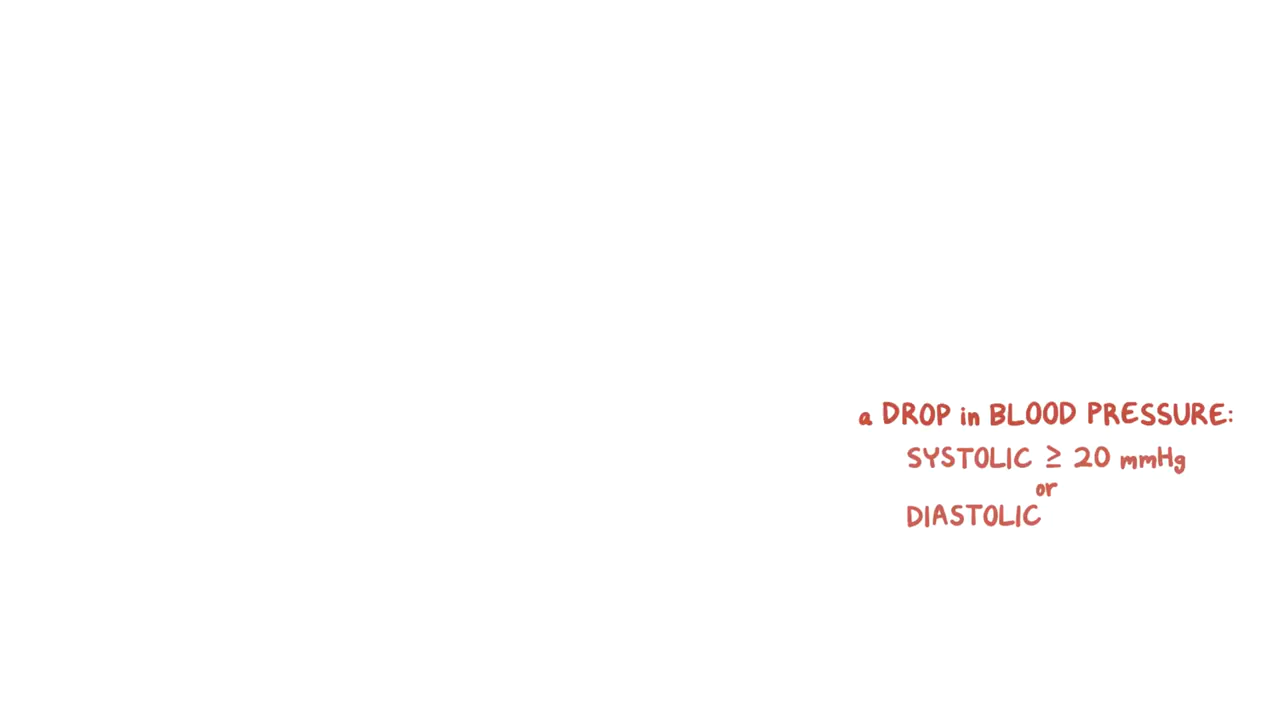 a DROP in BLOOD PRESSURE:
SYSTOLIC ≥ 20 mmHg
or
DIASTOLIC